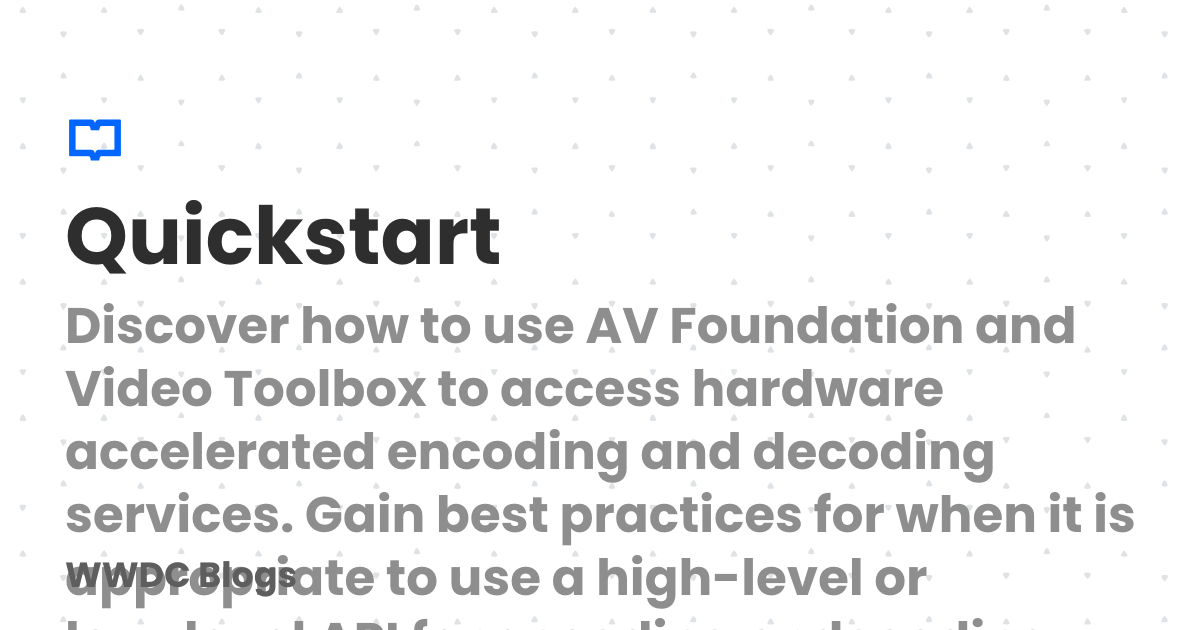 Quickstart
Discover how to use AV Foundation and
Video Toolbox to access hardware
accelerated encoding and decoding
services. Gain best practices for when it is
appropriate to use a high-level or
WWDC Blogs